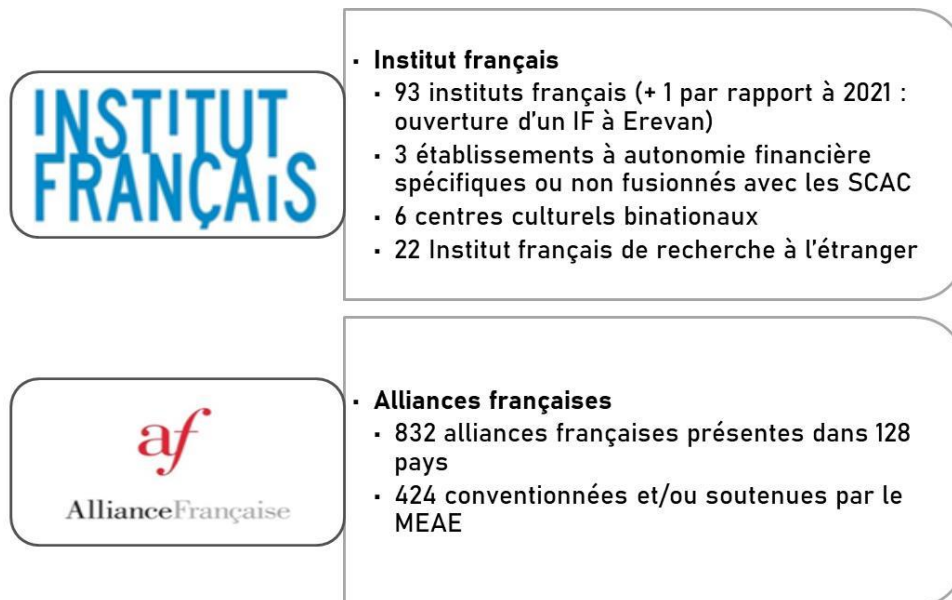 INSTITUT
FRANÇAIS
▪ Institut français
▪ 93 instituts français (+ 1 par rapport à 2021 :
ouverture d'un IF à Erevan)
▪ 3 établissements à autonomie financière
spécifiques ou non fusionnés avec les SCAC
▪ 6 centres culturels binationaux
▪ 22 Institut français de recherche à l'étranger
af
AllianceFrançaise
▪ Alliances françaises
▪ 832 alliances françaises présentes dans 128
pays
▪ 424 conventionnées et/ou soutenues par le
MEAE